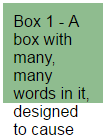 Box 1 - A
box with
many,
many
words in it,
designed
to cause